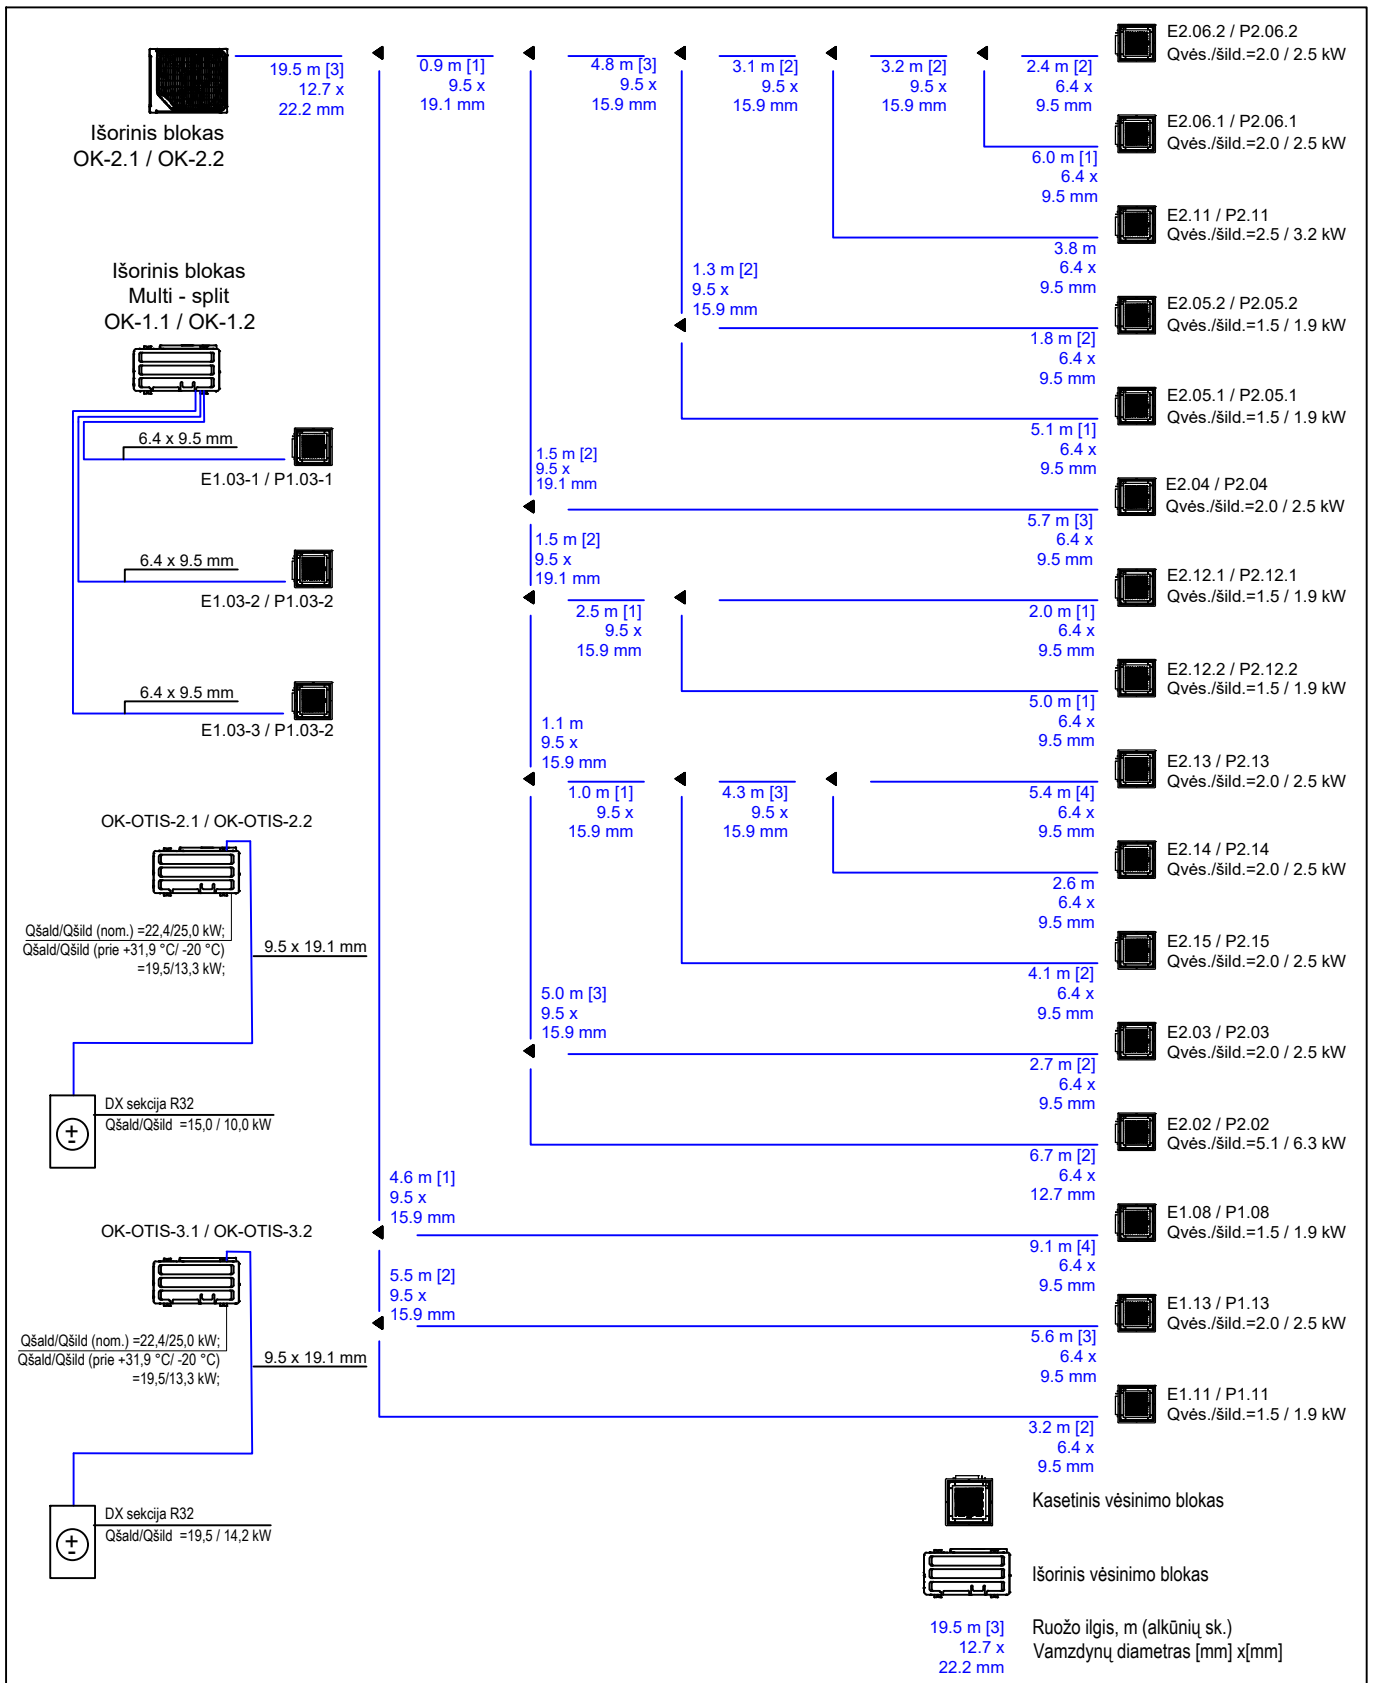 Išorinis blokas
OK-2.1 / OK-2.2
19.5 m [3]
12.7 x
22.2 mm
0.9 m [1]
9.5 x
19.1 mm
4.8 m [3]
9.5 x
15.9 mm
3.1 m [2]
9.5 x
15.9 mm
3.2 m [2]
9.5 x
15.9 mm
2.4 m [2]
6.4 x
9.5 mm
E2.06.2 / P2.06.2
Qvės./šild.=2.0 / 2.5 kW
6.0 m [1]
6.4 x
9.5 mm
E2.06.1 / P2.06.1
Qvės./šild.=2.0 / 2.5 kW
3.8 m
6.4 x
9.5 mm
E2.11 / P2.11
Qvės./šild.=2.5 / 3.2 kW
1.3 m [2]
9.5 x
15.9 mm
1.8 m [2]
6.4 x
9.5 mm
E2.05.2 / P2.05.2
Qvės./šild.=1.5 / 1.9 kW
5.1 m [1]
6.4 x
9.5 mm
E2.05.1 / P2.05.1
Qvės./šild.=1.5 / 1.9 kW
1.5 m [2]
9.5 x
19.1 mm
5.7 m [3]
6.4 x
9.5 mm
E2.04 / P2.04
Qvės./šild.=2.0 / 2.5 kW
1.5 m [2]
9.5 x
19.1 mm
2.5 m [1]
9.5 x
15.9 mm
2.0 m [1]
6.4 x
9.5 mm
E2.12.1 / P2.12.1
Qvės./šild.=1.5 / 1.9 kW
5.0 m [1]
6.4 x
9.5 mm
E2.12.2 / P2.12.2
Qvės./šild.=1.5 / 1.9 kW
1.1 m
9.5 x
15.9 mm
1.0 m [1]
9.5 x
15.9 mm
4.3 m [3]
9.5 x
15.9 mm
5.4 m [4]
6.4 x
9.5 mm
E2.13 / P2.13
Qvės./šild.=2.0 / 2.5 kW
2.6 m
6.4 x
9.5 mm
E2.14 / P2.14
Qvės./šild.=2.0 / 2.5 kW
4.1 m [2]
6.4 x
9.5 mm
E2.15 / P2.15
Qvės./šild.=2.0 / 2.5 kW
5.0 m [3]
9.5 x
15.9 mm
2.7 m [2]
6.4 x
9.5 mm
E2.03 / P2.03
Qvės./šild.=2.0 / 2.5 kW
6.7 m [2]
6.4 x
12.7 mm
E2.02 / P2.02
Qvės./šild.=5.1 / 6.3 kW
4.6 m [1]
9.5 x
15.9 mm
9.1 m [4]
6.4 x
9.5 mm
E1.08 / P1.08
Qvės./šild.=1.5 / 1.9 kW
5.5 m [2]
9.5 x
15.9 mm
5.6 m [3]
6.4 x
9.5 mm
E1.13 / P1.13
Qvės./šild.=2.0 / 2.5 kW
3.2 m [2]
6.4 x
9.5 mm
E1.11 / P1.11
Qvės./šild.=1.5 / 1.9 kW
Išorinis blokas
Multi - split
OK-1.1 / OK-1.2
6.4 x 9.5 mm
E1.03-1 / P1.03-1
6.4 x 9.5 mm
E1.03-2 / P1.03-2
6.4 x 9.5 mm
E1.03-3 / P1.03-2
OK-OTIS-2.1 / OK-OTIS-2.2
Qšald/Qšild (nom.) =22,4/25,0 kW;
Qšald/Qšild (prie +31,9 °C/ -20 °C)
=19,5/13,3 kW;
9.5 x 19.1 mm
DX sekcija R32
Qšald/Qšild =15,0 / 10,0 kW
OK-OTIS-3.1 / OK-OTIS-3.2
Qšald/Qšild (nom.) =22,4/25,0 kW;
Qšald/Qšild (prie +31,9 °C/ -20 °C)
=19,5/13,3 kW;
9.5 x 19.1 mm
DX sekcija R32
Qšald/Qšild =19,5 / 14,2 kW
Kasetinis vėsinimo blokas
Išorinis vėsinimo blokas
19.5 m [3]
12.7 x
22.2 mm
Ruožo ilgis, m (alkūnių sk.)
Vamzdynų diametras [mm] x[mm]